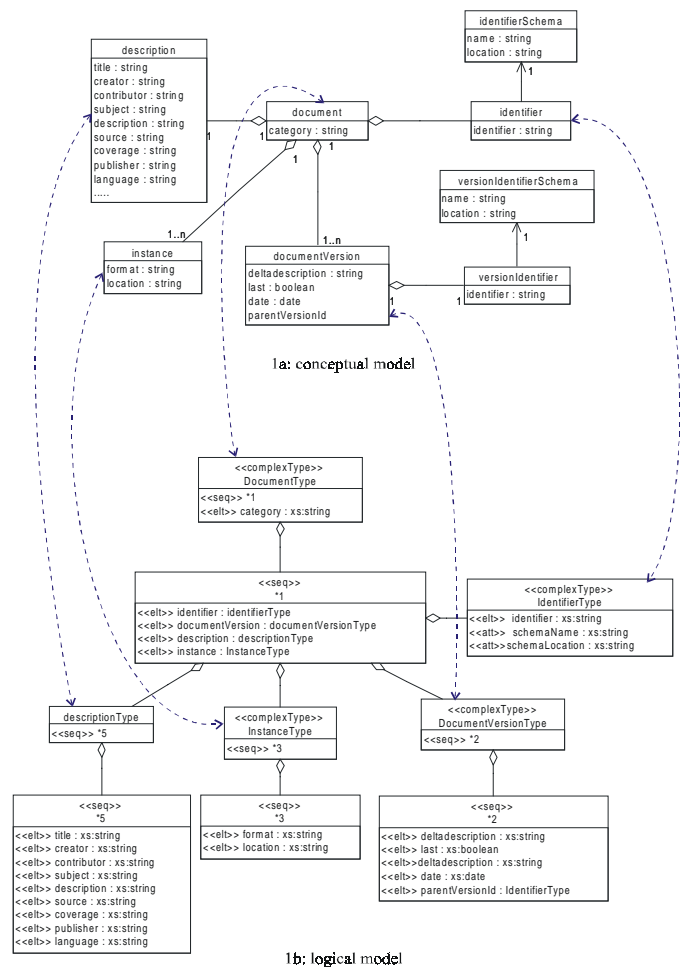 identifierSchema
name : string
location : string
1
description
title : string
creator : string
contributor : string
subject : string
description : string
source : string
coverage : string
publisher : string
language : string
.....
1
1
document
category : string
1
1
identifier
identifier : string
versionIdentifierSchema
name : string
location : string
1
1..n
instance
format : string
location : string
1..n
documentVersion
deltadescription : string
last : boolean
date : date
parentVersionId
1
1
versionIdentifier
identifier : string
1a: conceptual model
<<complexType>>
DocumentType
<<seq>> *1
<<elt>> category : xs:string
<<seq>>
*1
<<elt>> identifier : identifierType
<<elt>> documentVersion : documentVersionType
<<elt>> description : descriptionType
<<elt>> instance : InstanceType
<<complexType>>
IdentifierType
<<elt>> identifier : xs:string
<<att>> schemaName : xs:string
<<att>>schemaLocation : xs:string
descriptionType
<<seq>> *5
<<complexType>>
InstanceType
<<seq>> *3
<<complexType>>
DocumentVersionType
<<seq>> *2
<<seq>>
*5
<<elt>> title : xs:string
<<elt>> creator : xs:string
<<elt>> contributor : xs:string
<<elt>> subject : xs:string
<<elt>> description : xs:string
<<elt>> source : xs:string
<<elt>> coverage : xs:string
<<elt>> publisher : xs:string
<<elt>> language : xs:string
<<seq>>
*3
<<elt>> format : xs:string
<<elt>> location : xs:string
<<seq>>
*2
<<elt>> deltadescription : xs:string
<<elt>> last : xs:boolean
<<elt>>deltadescription : xs:string
<<elt>> date : xs:date
<<elt>> parentVersionId : IdentifierType
1b: logical model